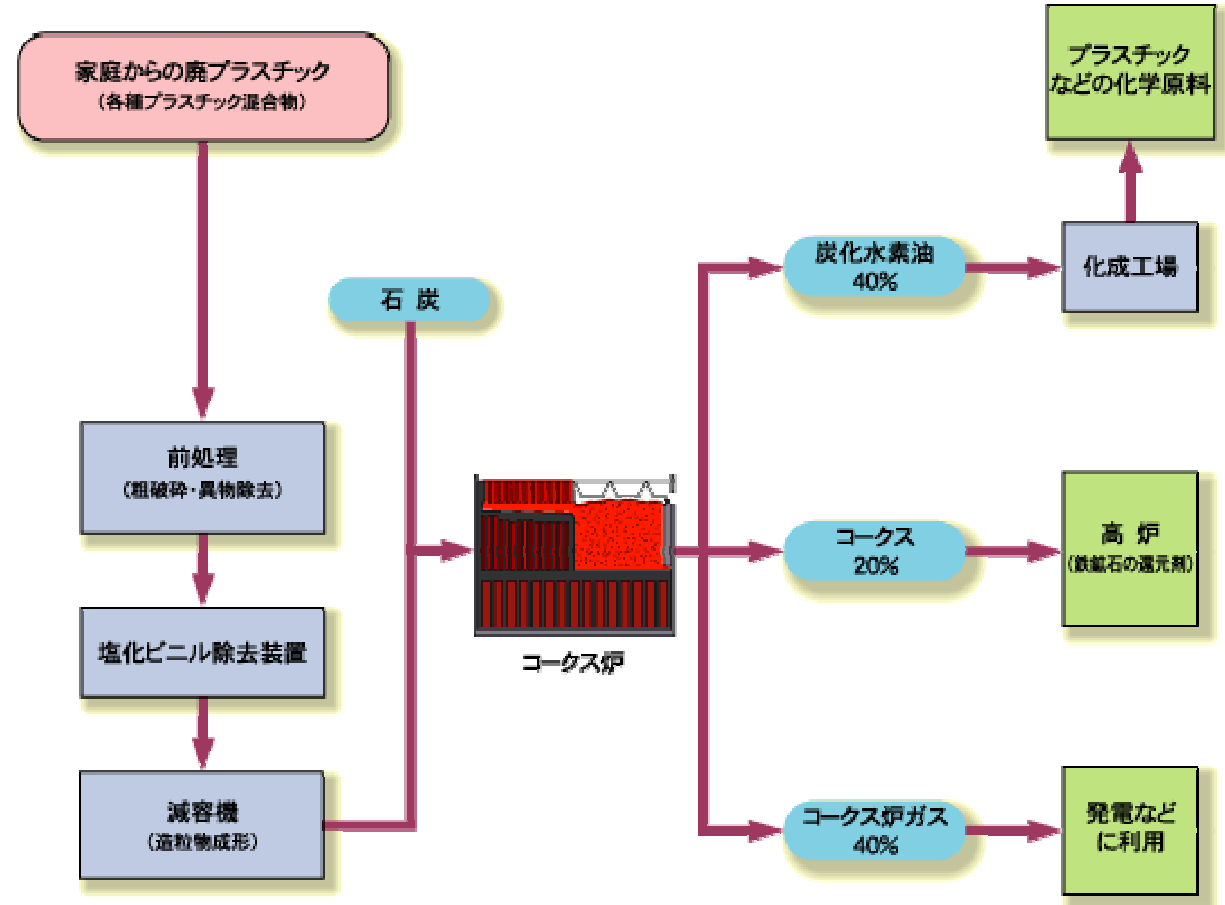 家庭からの廃プラスチック
(各種プラスチック混合物)
前処理
(粗破砕・異物除去)
塩化ビニル除去装置
減容機
(造粒物成形)
石 炭
コークス炉
炭化水素油
40%
化成工場
プラスチック
などの化学原料
コークス
20%
高 炉
(鉄鉱石の還元剤)
コークス炉ガス
40%
発電など
に利用